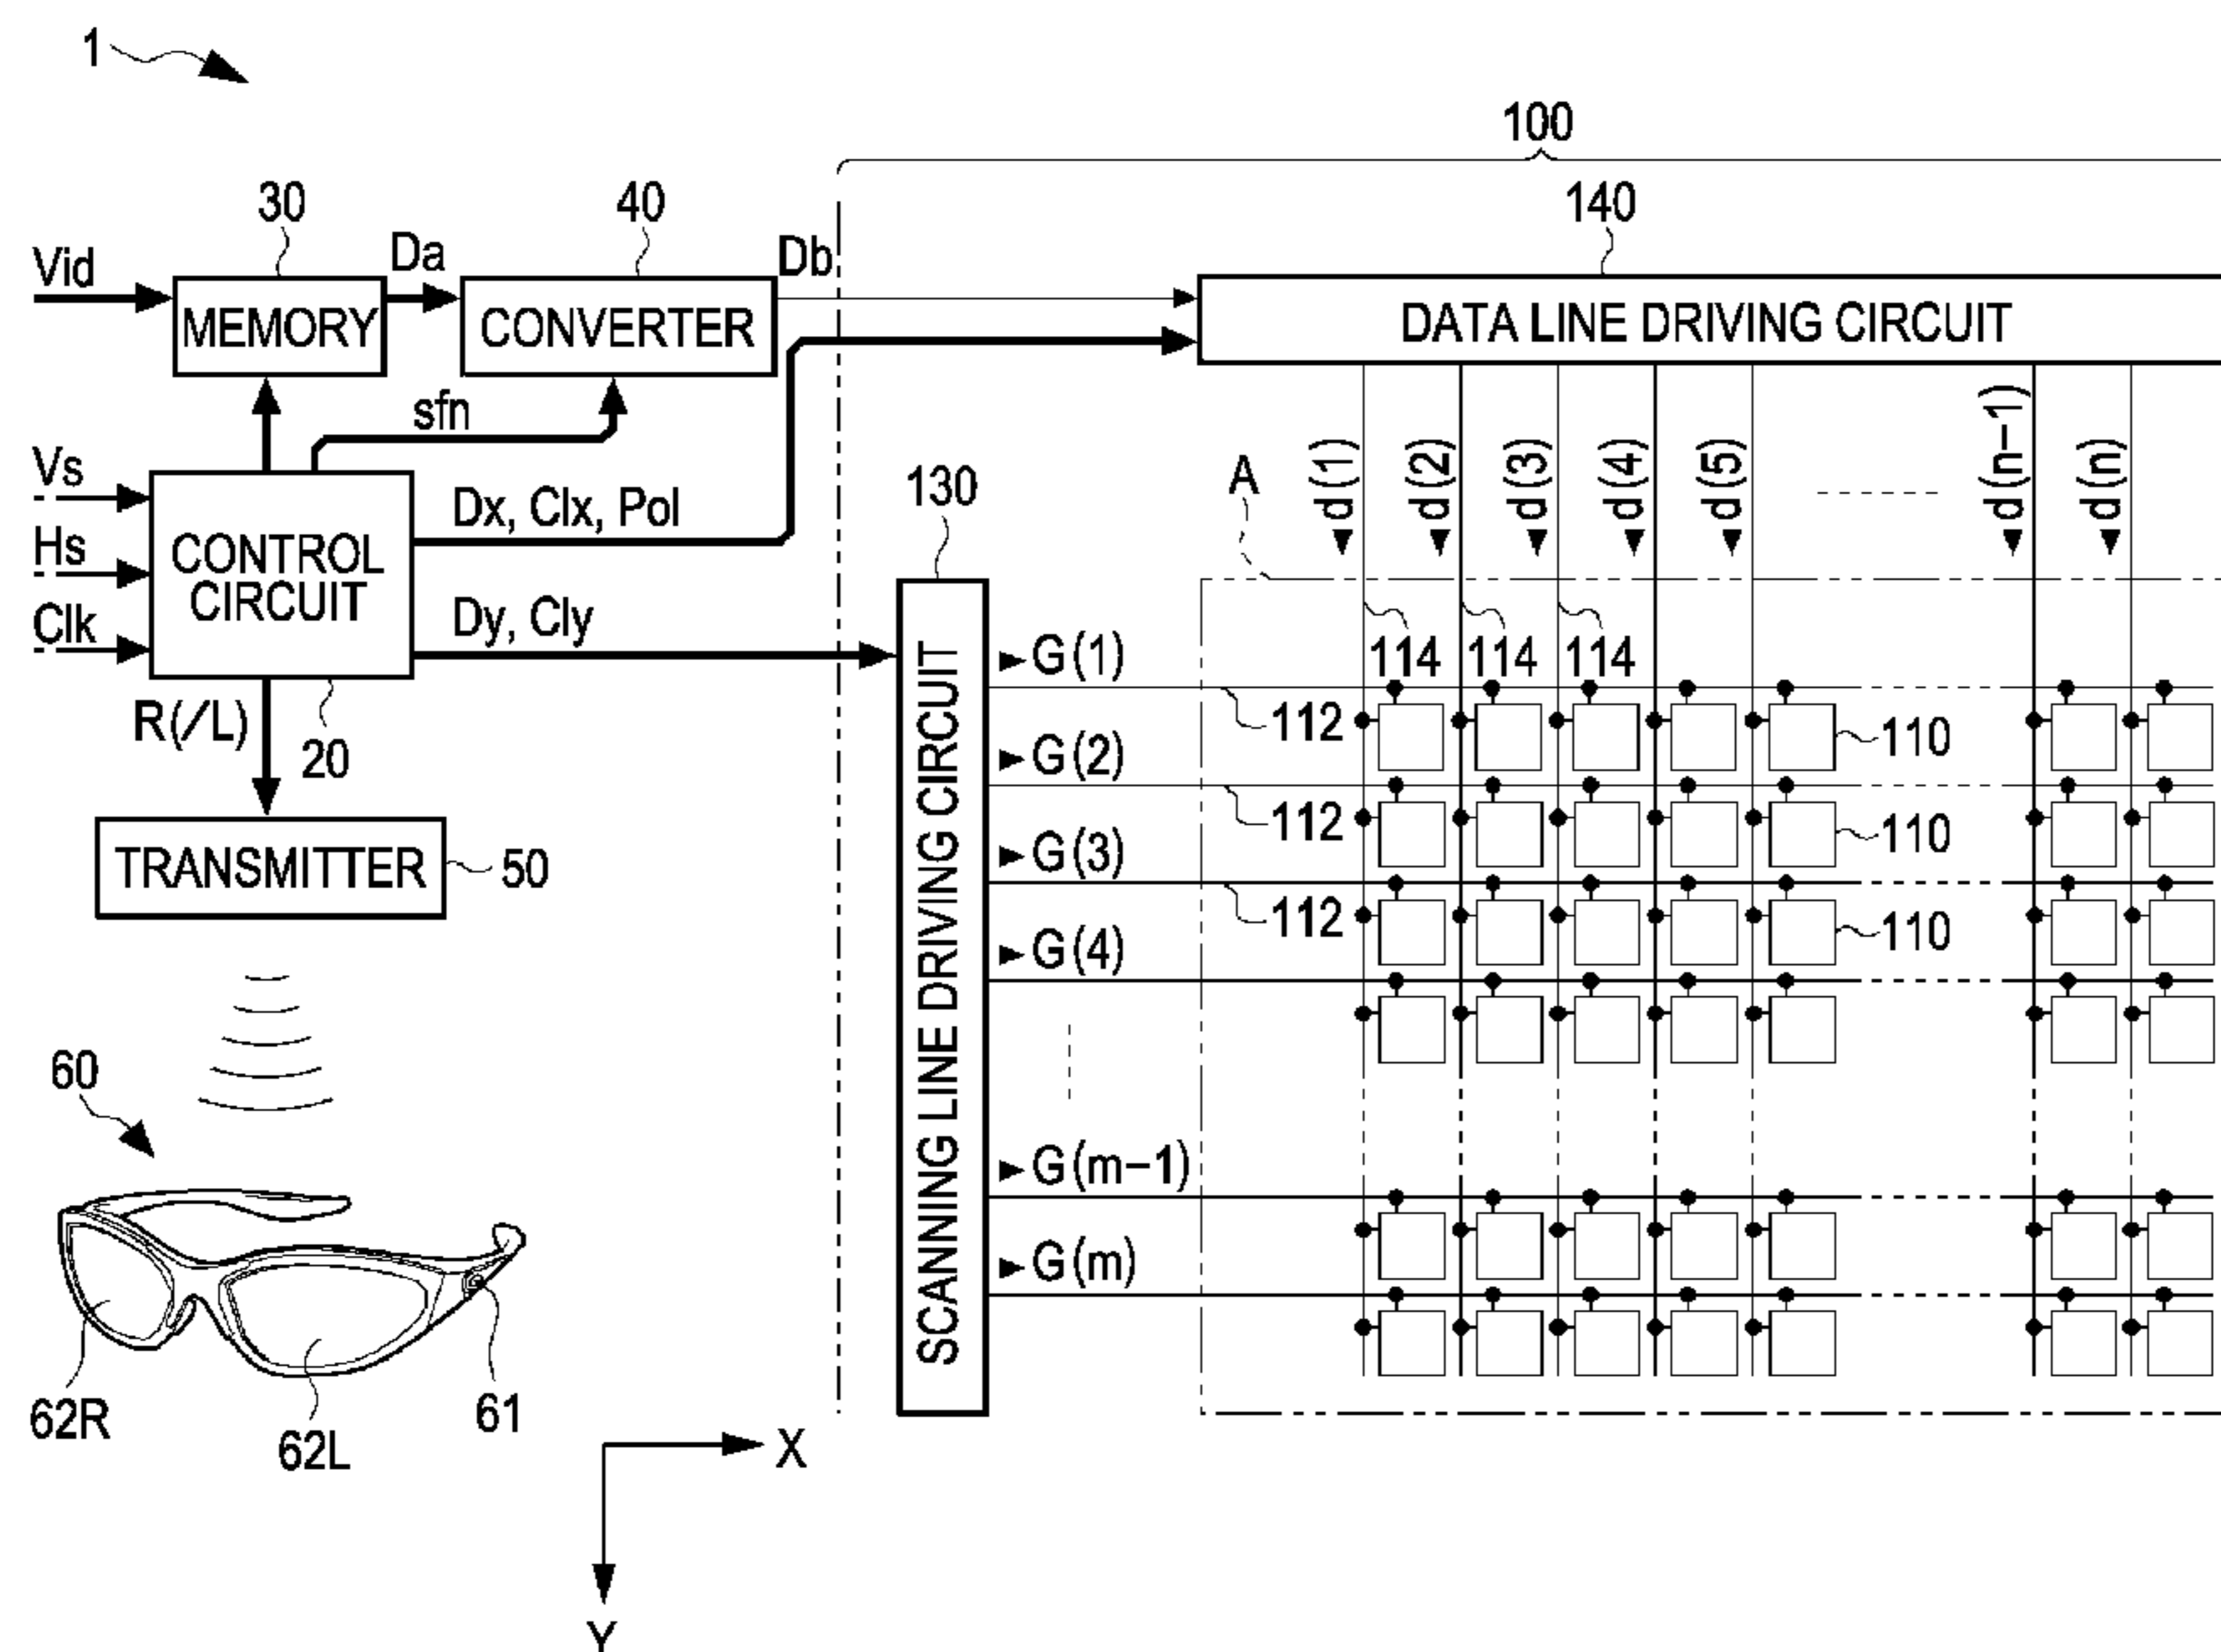 1
100
30
40
140
Vid
Da
Db
MEMORY
CONVERTER
DATA LINE DRIVING CIRCUIT
sfn
Vs
Hs
Clk
CONTROL
CIRCUIT
Dx, Clx, Pol
Dy, Cly
130
A
d(1)
d(2)
d(3)
d(4)
d(5)
d(n-1)
d(n)
114
114
114
R(/L)
20
TRANSMITTER
50
SCANNING LINE DRIVING CIRCUIT
G(1)
112
110
G(2)
112
110
G(3)
112
110
G(4)
G(m-1)
G(m)
60
62R
62L
61
X
Y